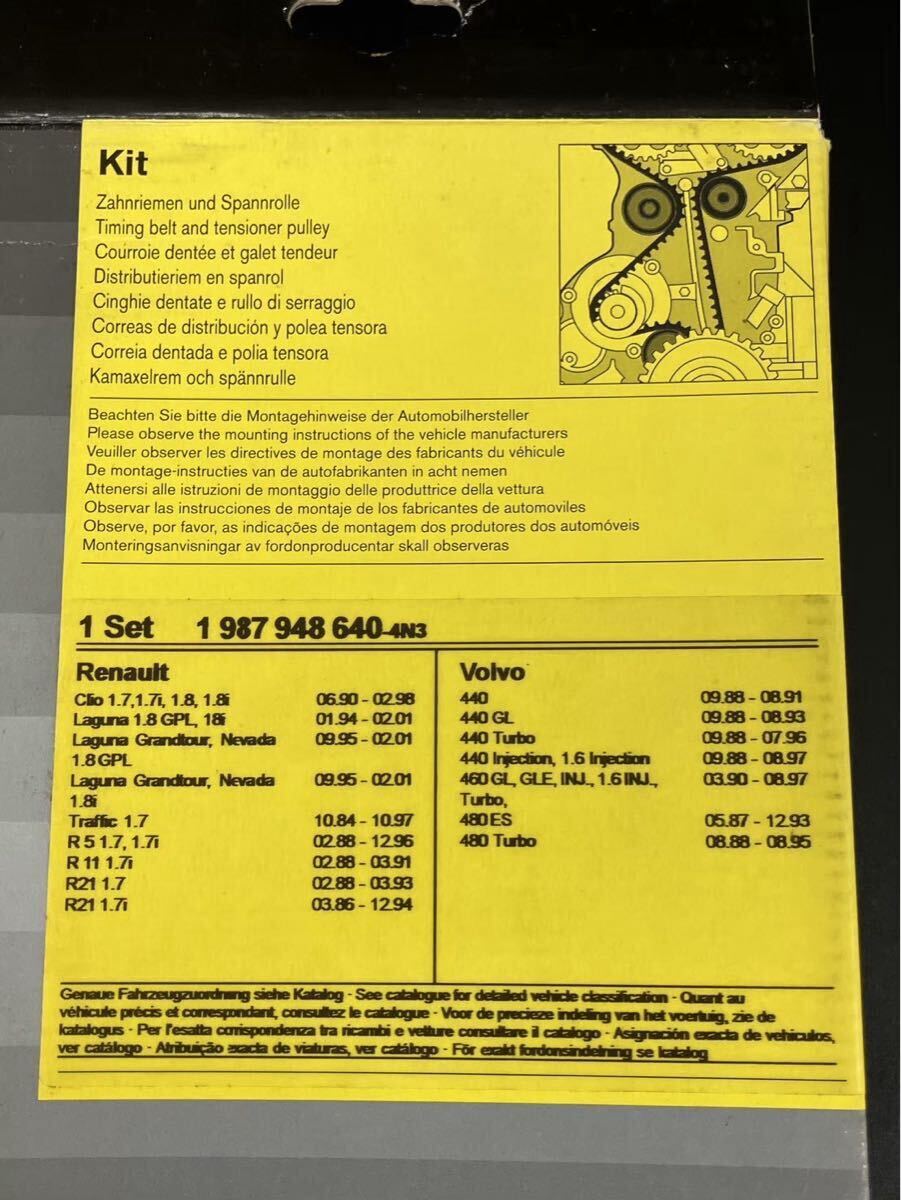 Kit
Zahnriemen und Spannrolle
Timing belt and tensioner pulley
Courroie dentée et galet tendeur
Distributieriem en spanrol
Cinghie dentate e rullo di serraggio
Correas de distribución y polea tensora
Correia dentada e polia tensora
Kamaxelrem och spännrulle
Beachten Sie bitte die Montagehinweise der Automobilhersteller
Please observe the mounting instructions of the vehicle manufacturers
Veuiller observer les directives de montage des fabricants du véhicule
De montage-instructies van de autofabrikanten in acht nemen
Attenersi alle istruzioni de montaggio delle produttrice della vettura
Observar las instrucciones de montaje de los fabricantes de automoviles
Observe, por favor, as indicações de montagem dos produtores dos automóveis
Monteringsanvisningar av fordonproducentar skall observeras
1 Set 1 987 948 640-4N3
Renault
Clio 1.7,1.7i, 1.8, 1.8i 06.90 - 02.98
Laguna 1.8 GPL, 18i 01.94 - 02.01
Laguna Grandtour, Nevada 09.95 - 02.01
1.8 GPL
Laguna Grandtour, Nevada 09.95 - 02.01
1.8i
Traffic 1.7 10.84 - 10.97
R 5 1.7, 1.7i 02.88 - 12.96
R 11 1.7i 02.88 - 03.91
R21 1.7 02.88 - 03.93
R21 1.7i 03.86 - 12.94
Volvo
440 09.88 - 08.91
440 GL 09.88 - 08.93
440 Turbo 09.88 - 07.96
440 Injection, 1.6 Injection 09.88 - 08.97
460 GL, GLE, INJ., 1.6 INJ., 03.90 - 08.97
Turbo,
480 ES 05.87 - 12.93
480 Turbo 08.88 - 08.95
Genaue Fahrzeugzuordnung siehe Katalog - See catalogue for detailed vehicle classification - Quant au
véhicule précis et correspondant, consultez le catalogue - Voor de precieze indeling van het voertuig, zie de
katalogus - Per l'esatta corrispondenza tra ricambi e vetture consultare il catalogo - Asignación exacta de vehiculos,
ver catálogo - Atribuição exacta de viaturas, ver catálogo - För exakt fordonsindelning se katalog